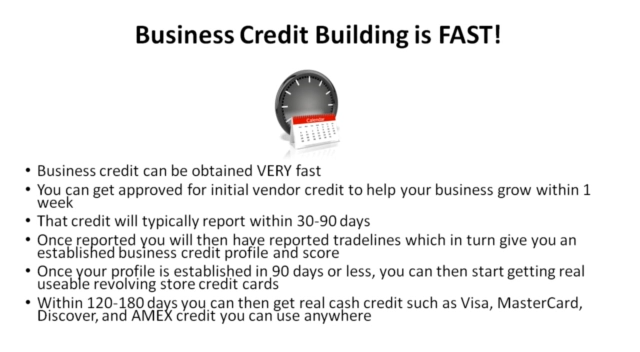 Business Credit Building is FAST!
Calendar
• Business credit can be obtained VERY fast
• You can get approved for initial vendor credit to help your business grow within 1
week
• That credit will typically report within 30-90 days
• Once reported you will then have reported tradelines which in turn give you an
established business credit profile and score
• Once your profile is established in 90 days or less, you can then start getting real
useable revolving store credit cards
• Within 120-180 days you can then get real cash credit such as Visa, MasterCard,
Discover, and AMEX credit you can use anywhere